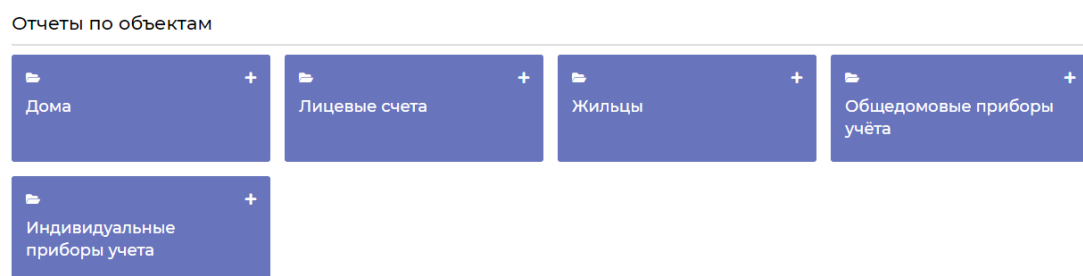 Отчеты по объектам
Дома
Лицевые счета
Жильцы
Общедомовые приборы
учёта
Индивидуальные
приборы учета